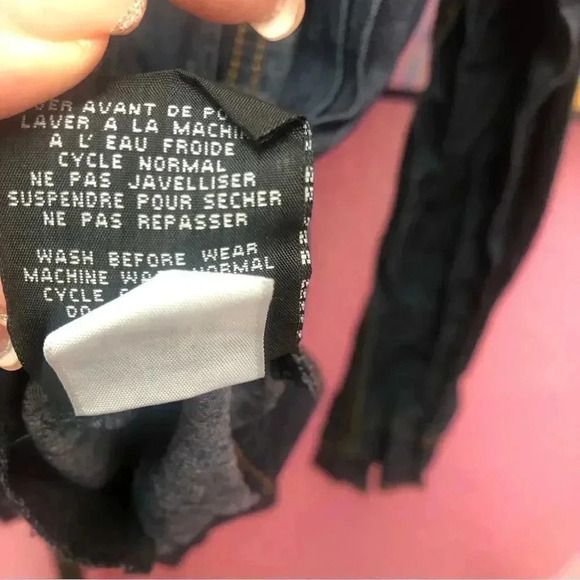 AVANT DE
LAVER A LA
A L' EAU FROIDE
CYCLE NORMAL
NE PAS JAVELLISER
SUSPENDRE POUR SECHER
NE PAS REPASSER
WASH BEFORE WEAR
MACHINE NORMAL
CYCLE